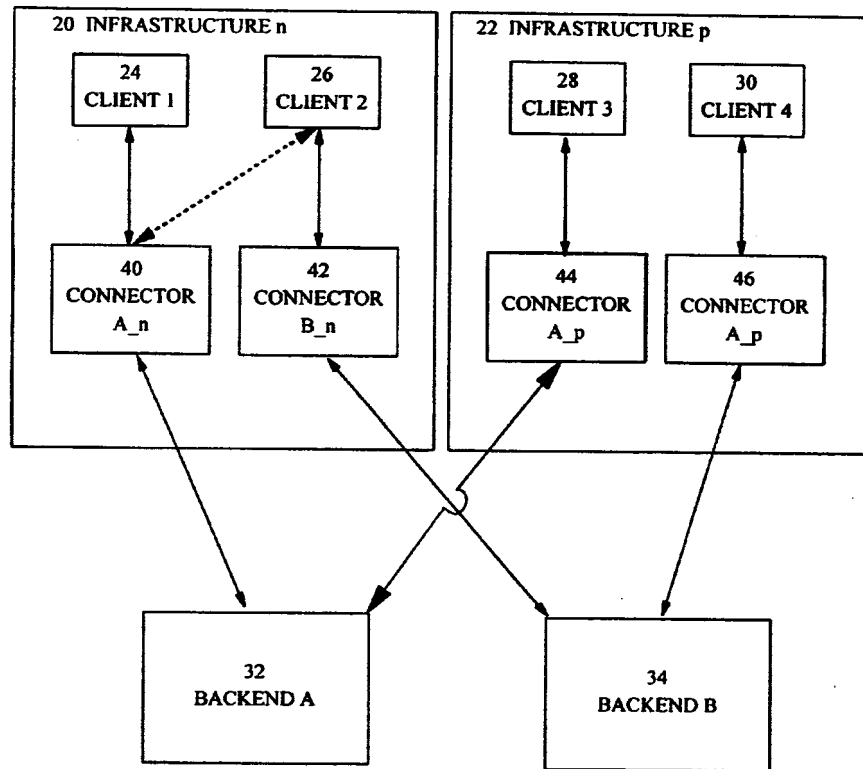 20 INFRASTRUCTURE n
22 INFRASTRUCTURE p
24
CLIENT 1
26
CLIENT 2
28
CLIENT 3
30
CLIENT 4
40
CONNECTOR
A_n
42
CONNECTOR
B_n
44
CONNECTOR
A_p
46
CONNECTOR
A_p
32
BACKEND A
34
BACKEND B